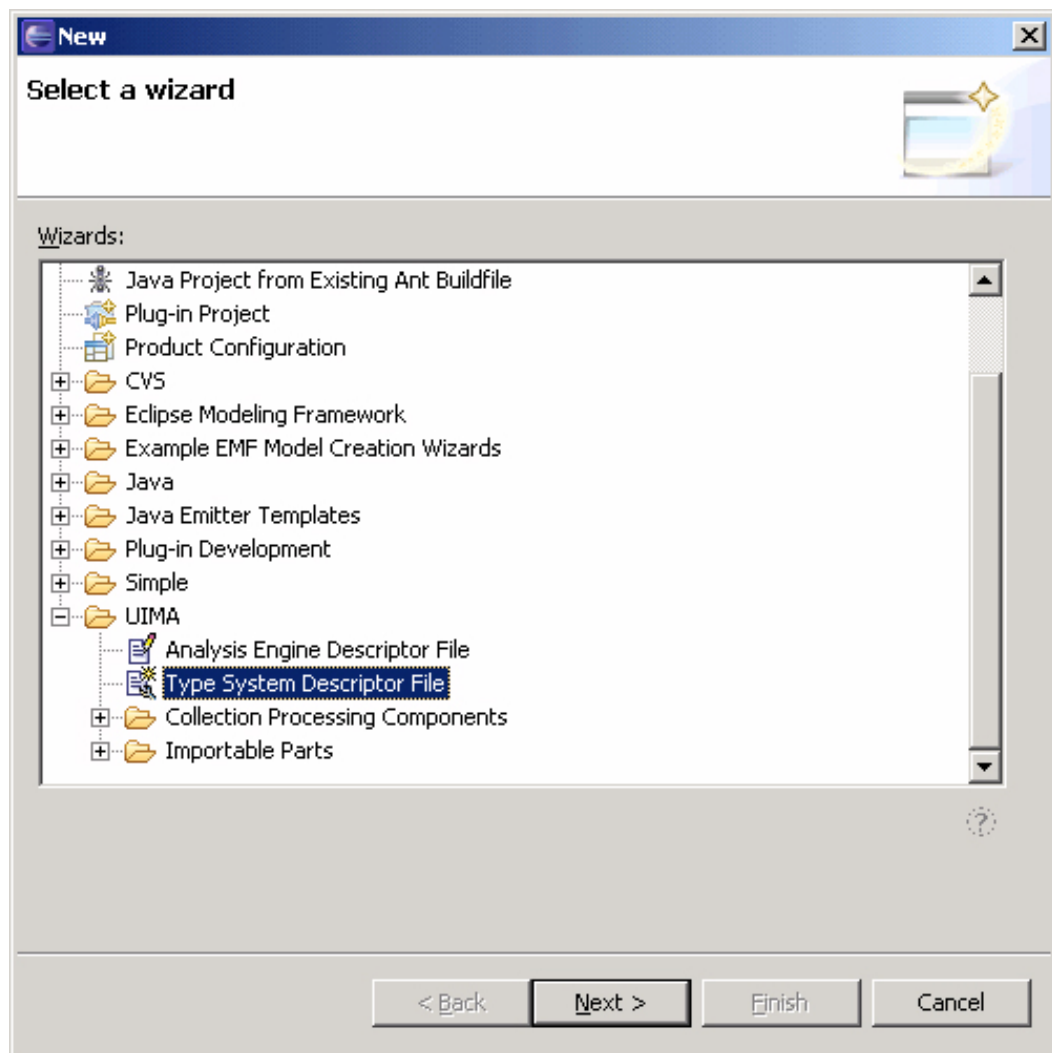 New
Select a wizard
Wizards:
Java Project from Existing Ant Buildfile
Plug-in Project
Product Configuration
CVS
Eclipse Modeling Framework
Example EMF Model Creation Wizards
Java
Java Emitter Templates
Plug-in Development
Simple
UIMA
Analysis Engine Descriptor File
Type System Descriptor File
Collection Processing Components
Importable Parts
?
< Back Next > Finish Cancel